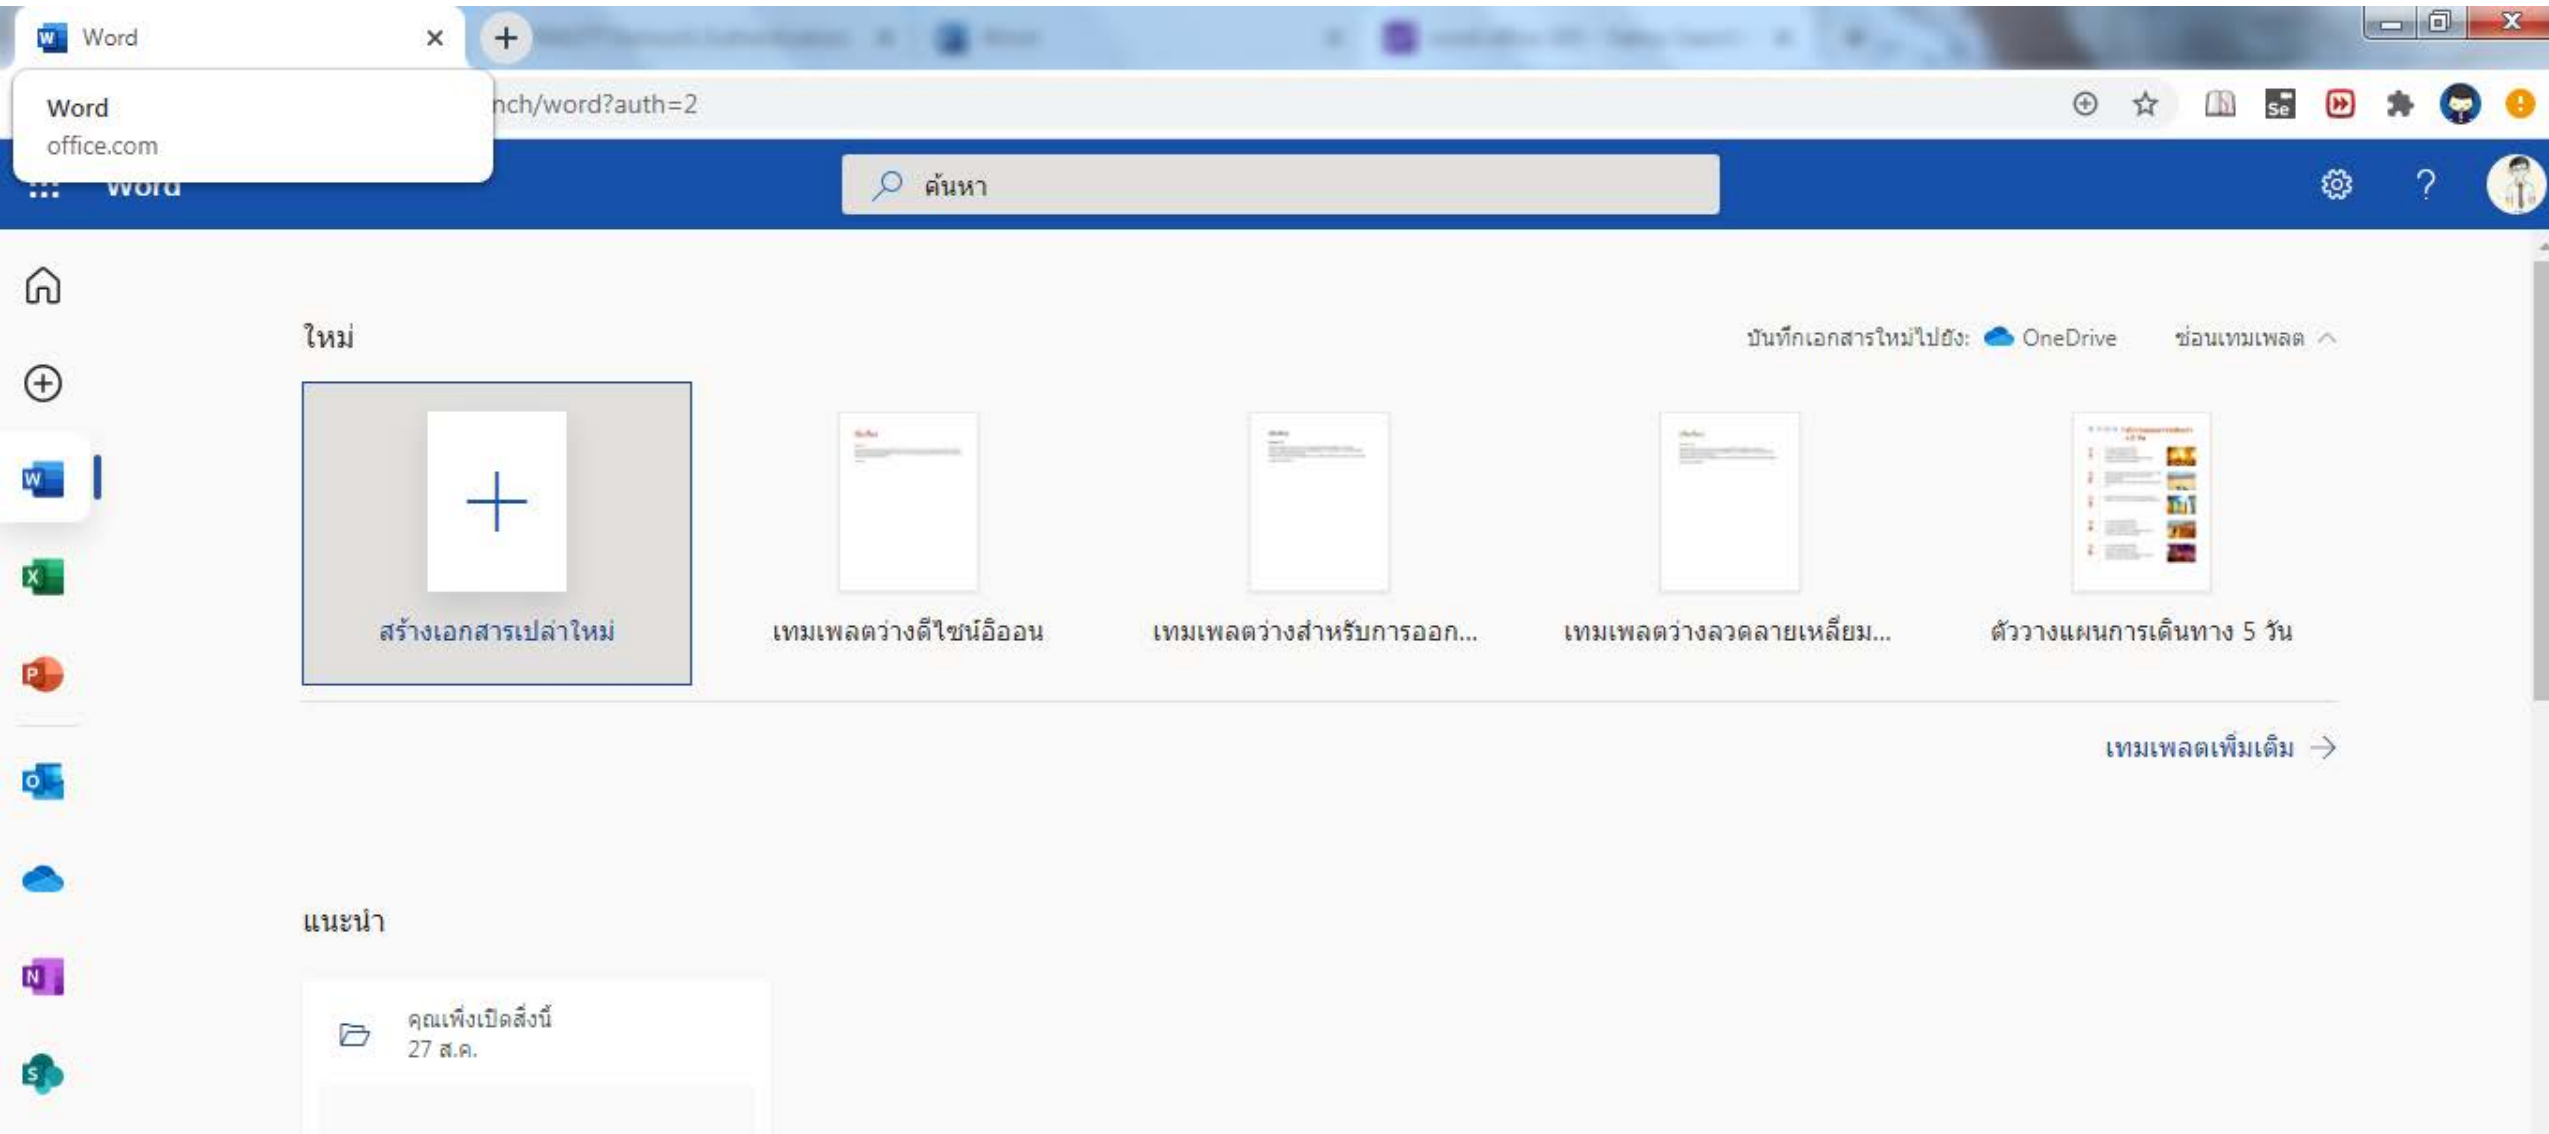 Word
Word
office.com
nch/word?auth=2
Se
Word
ค้นหา
?
ใหม่
บันทึกเอกสารใหม่ไปยัง: OneDrive
ซ่อนเทมเพลต
สร้างเอกสารเปล่าใหม่
เทมเพลตว่างดีไซน์อิออน
เทมเพลตว่างสำหรับการออก...
เทมเพลตว่างลวดลายเหลี่ยม...
ตัววางแผนการเดินทาง 5 วัน
เทมเพลตเพิ่มเติม
แนะนำ
คุณเพิ่งเปิดสิ่งนี้
27 ส.ค.